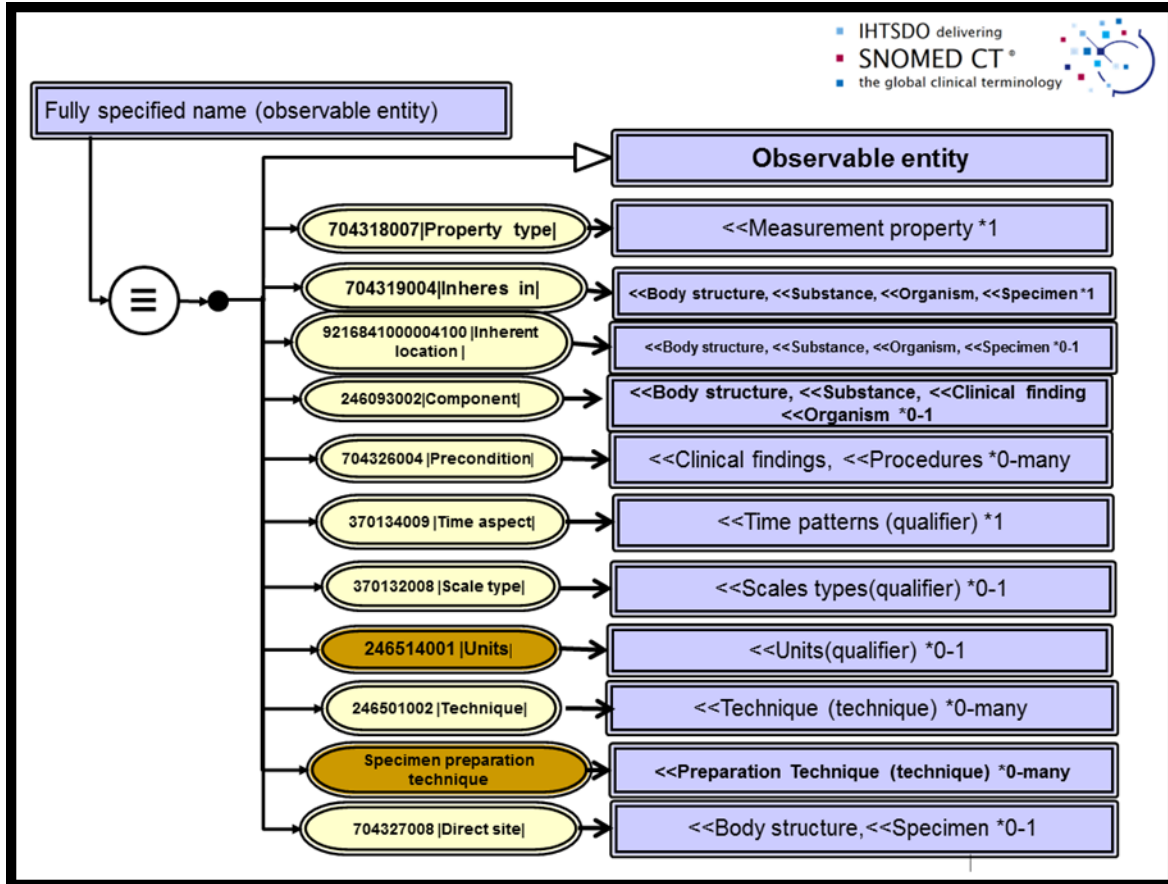 IHTSDO delivering
SNOMED CT ®
the global clinical terminology
Fully specified name (observable entity)
Observable entity
704318007|Property type|
<<Measurement property *1
704319004|Inheres in|
<<Body structure, <<Substance, <<Organism, <<Specimen *1
9216841000004100 |Inherent
location |
<<Body structure, <<Substance, <<Organism, <<Specimen *0-1
246093002|Component|
<<Body structure, <<Substance, <<Clinical finding
<<Organism *0-1
704326004|Precondition|
<<Clinical findings, <<Procedures *0-many
370134009|Time aspect|
<<Time patterns (qualifier) *1
370132008 |Scale type|
<<Scales types(qualifier) *0-1
246514001 |Units|
<<Units(qualifier) *0-1
246501002 |Technique|
<<Technique (technique) *0-many
Specimen preparation
technique
<<Preparation Technique (technique) *0-many
704327008 |Direct site|
<<Body structure,<<Specimen *0-1